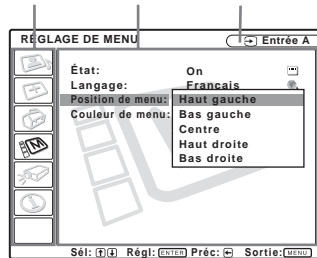 RÉGLAGE DE MENU Entrée A
État: On
Langage: Français
Position de menu: Haut gauche
Couleur de menu: Bas gauche
Centre
Haut droite
Bas droite
Sél: Régl: ENTER Préc: Sortie: MENU